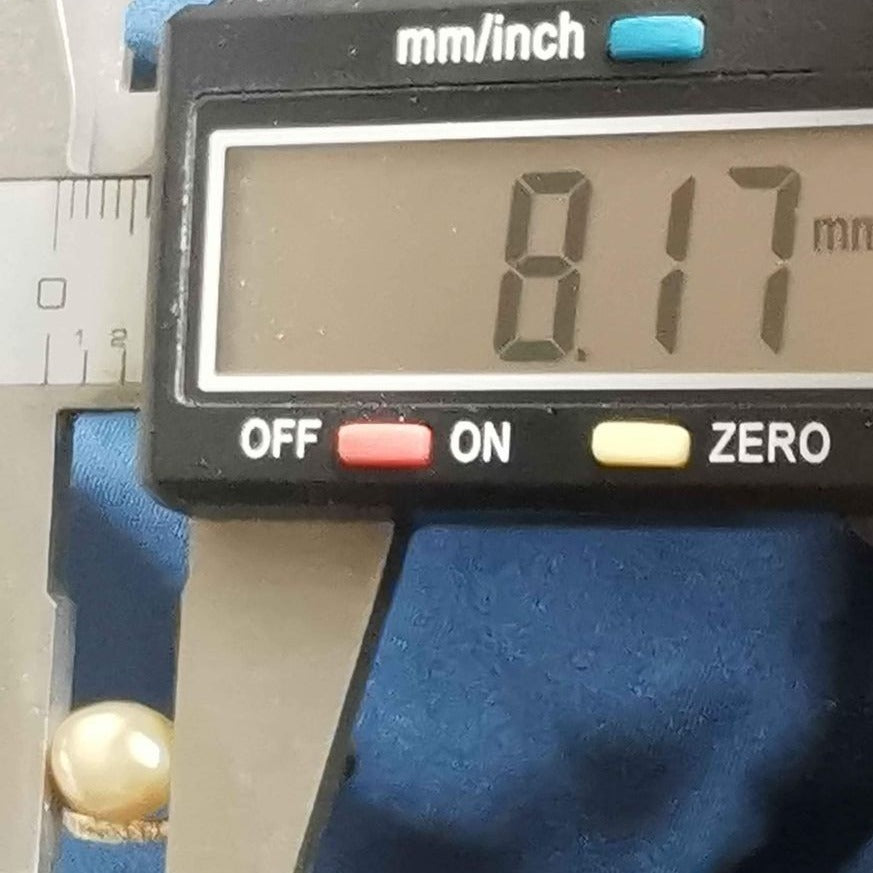 mm/inch
8.17 mm
0
1 2
OFF ON ZERO